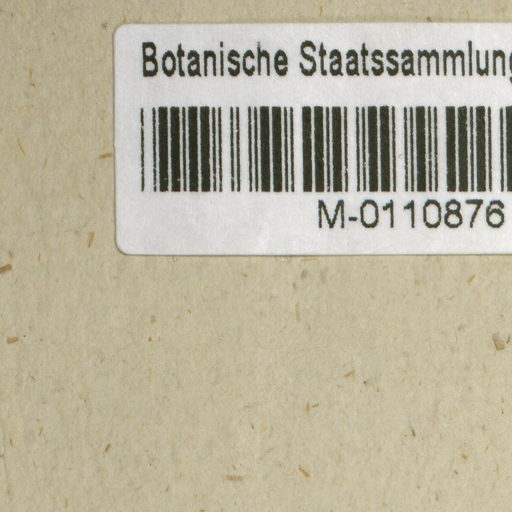 Botanische Staatssammlung
M-0110876